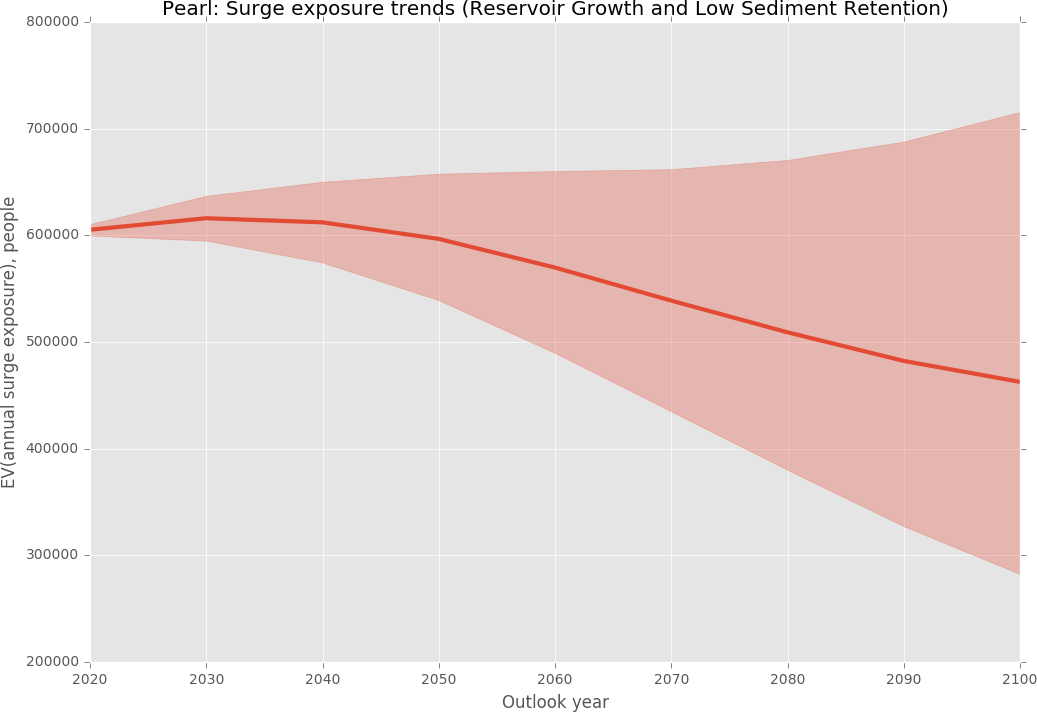 Pearl: Surge exposure trends (Reservoir Growth and Low Sediment Retention)
800000
700000
600000
500000
400000
300000
200000
EV(annual surge exposure), people
2020 2030 2040 2050 2060 2070 2080 2090 2100
Outlook year